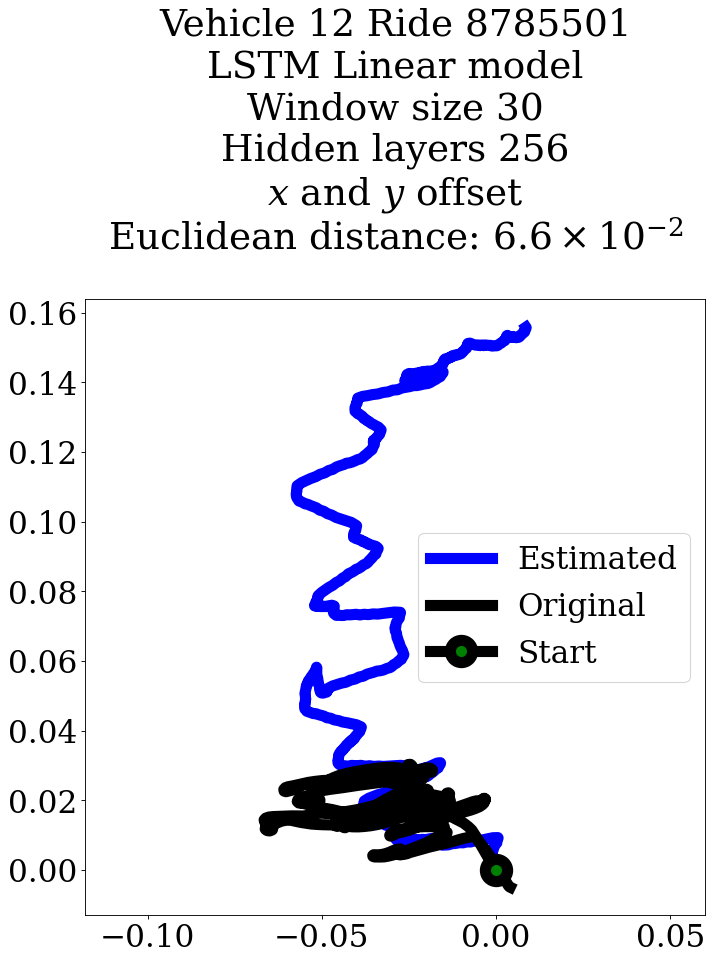 Vehicle 12 Ride 8785501
LSTM Linear model
Window size 30
Hidden layers 256
x and y offset
Euclidean distance: 6.6 × 10⁻²
0.16
0.14
0.12
0.10
0.08
0.06
0.04
0.02
0.00
Estimated
Original
Start
−0.10 −0.05 0.00 0.05